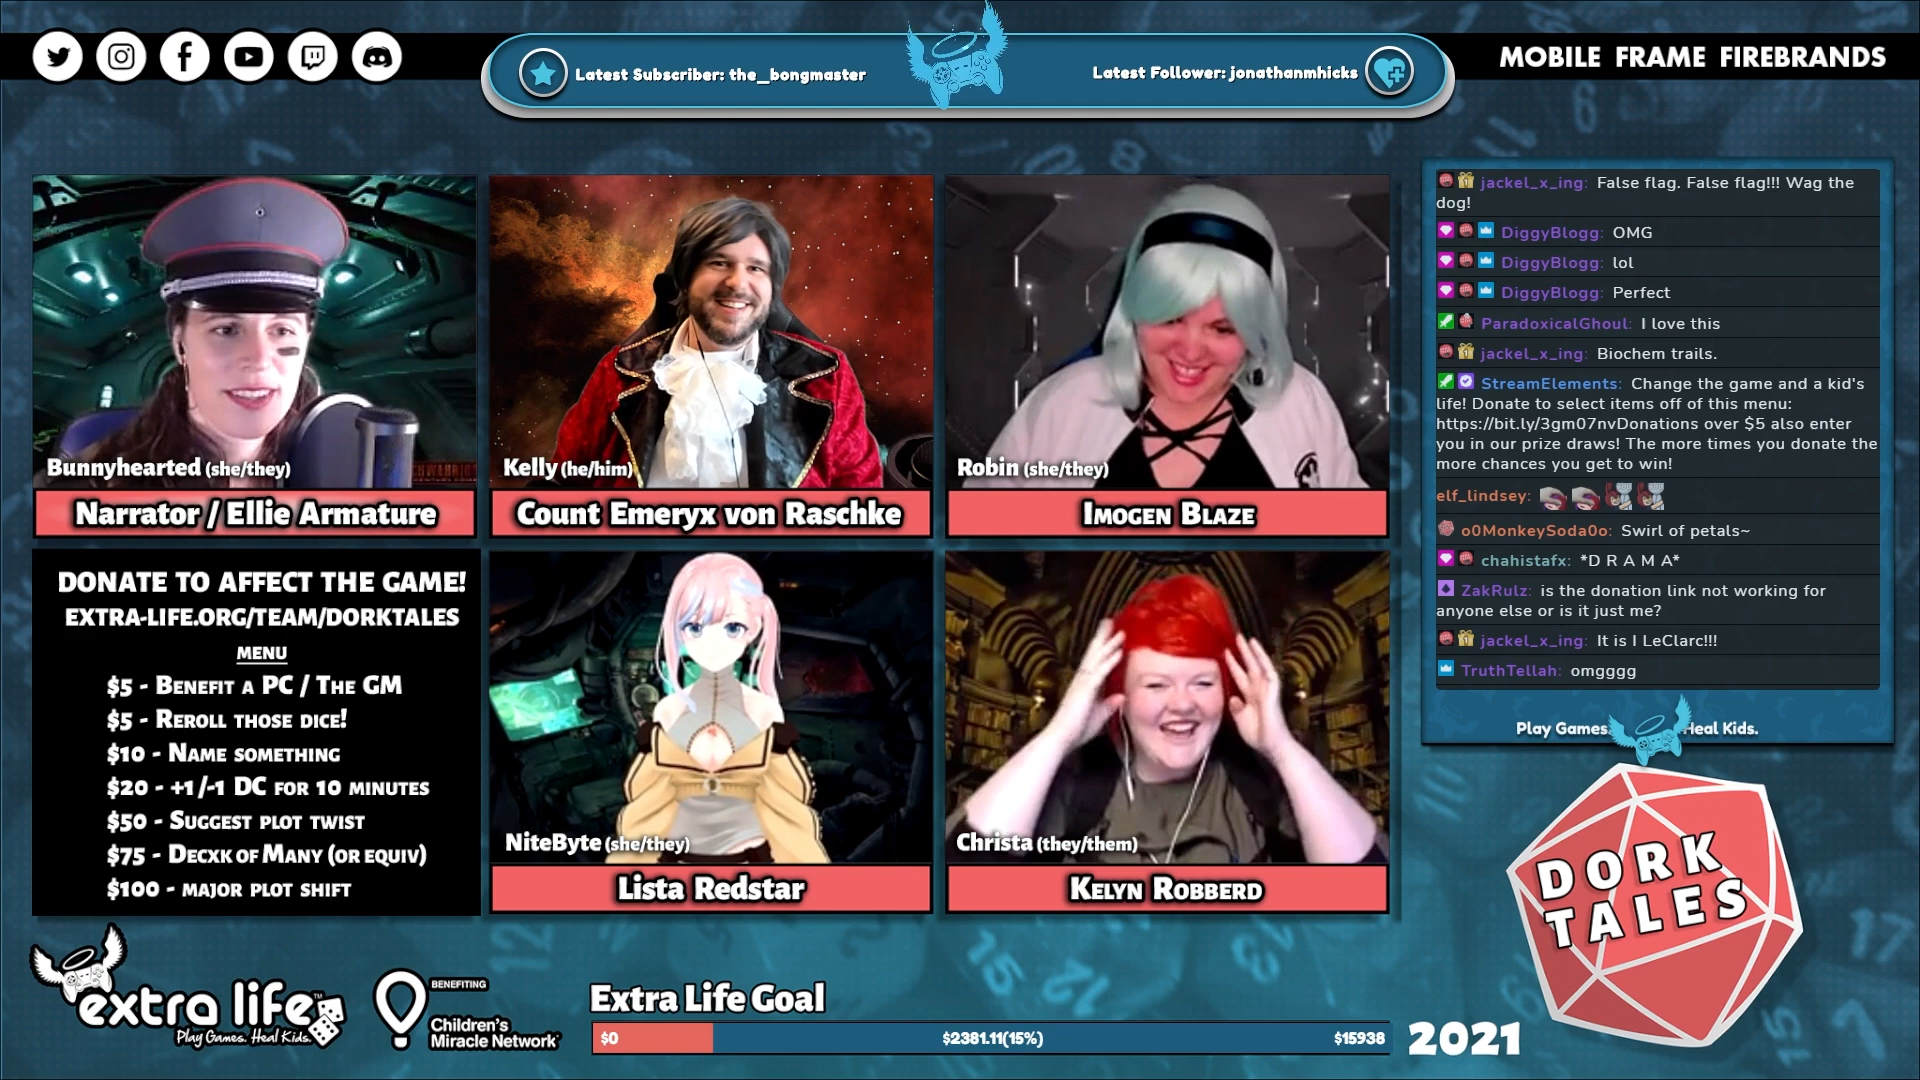 Latest Subscriber: the_bongmaster
Latest Follower: jonathanmhicks
MOBILE FRAME FIREBRANDS
Bunnyhearted (she/they)
Narrator / Ellie Armature
Kelly (he/him)
Count Emeryx von Raschke
Robin (she/they)
Imogen Blaze
DONATE TO AFFECT THE GAME!
EXTRA-LIFE.ORG/TEAM/DORKTALES
MENU
$5 - Benefit a PC / The GM
$5 - Reroll those dice!
$10 - Name something
$20 - +1/-1 DC for 10 minutes
$50 - Suggest plot twist
$75 - Decxk of Many (or equiv)
$100 - major plot shift
NiteByte (she/they)
Lista Redstar
Christa (they/them)
Kelyn Robberd
jackel_x_ing: False flag. False flag!!! Wag the
dog!
DiggyBlogg: OMG
DiggyBlogg: lol
DiggyBlogg: Perfect
ParadoxicalGhoul: I love this
jackel_x_ing: Biochem trails.
StreamElements: Change the game and a kid's
life! Donate to select items off of this menu:
https://bit.ly/3gm07nvDonations over $5 also enter
you in our prize draws! The more times you donate the
more chances you get to win!
elf_lindsey:
o0MonkeySoda0o: Swirl of petals~
chahistafx: *D R A M A*
ZakRulz: is the donation link not working for
anyone else or is it just me?
jackel_x_ing: It is I LeClarc!!!
TruthTellah: omgggg
Play Games. Heal Kids.
DORK
TALES
extra life
Play Games. Heal Kids.
BENEFITING
Children's
Miracle Network
Extra Life Goal
$0
$2381.11(15%)
$15938
2021